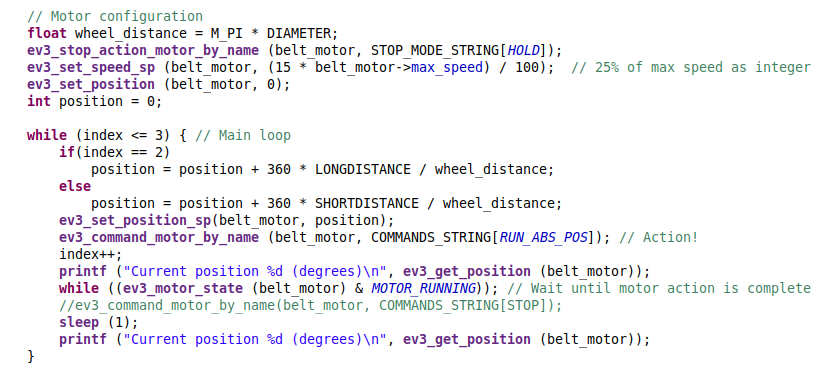 // Motor configuration
float wheel_distance = M_PI * DIAMETER;
ev3_stop_action_motor_by_name (belt_motor, STOP_MODE_STRING[HOLD]);
ev3_set_speed_sp (belt_motor, (15 * belt_motor->max_speed) / 100);  // 25% of max speed as integer
ev3_set_position (belt_motor, 0);
int position = 0;

while (index <= 3) { // Main loop
    if(index == 2)
        position = position + 360 * LONGDISTANCE / wheel_distance;
    else
        position = position + 360 * SHORTDISTANCE / wheel_distance;
    ev3_set_position_sp(belt_motor, position);
    ev3_command_motor_by_name (belt_motor, COMMANDS_STRING[RUN_ABS_POS]); // Action!
    index++;
    printf ("Current position %d (degrees)\n", ev3_get_position (belt_motor));
    while ((ev3_motor_state (belt_motor) & MOTOR_RUNNING)); // Wait until motor action is complete
    //ev3_command_motor_by_name(belt_motor, COMMANDS_STRING[STOP]);
    sleep (1);
    printf ("Current position %d (degrees)\n", ev3_get_position (belt_motor));
}